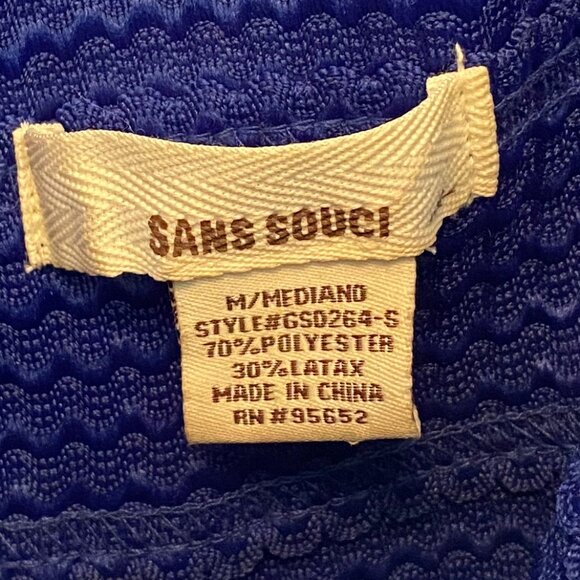 SANS SOUCI
M/MEDIANO
STYLE#GSD264-S
70%POLYESTER
30%LATAX
MADE IN CHINA
RN #95652